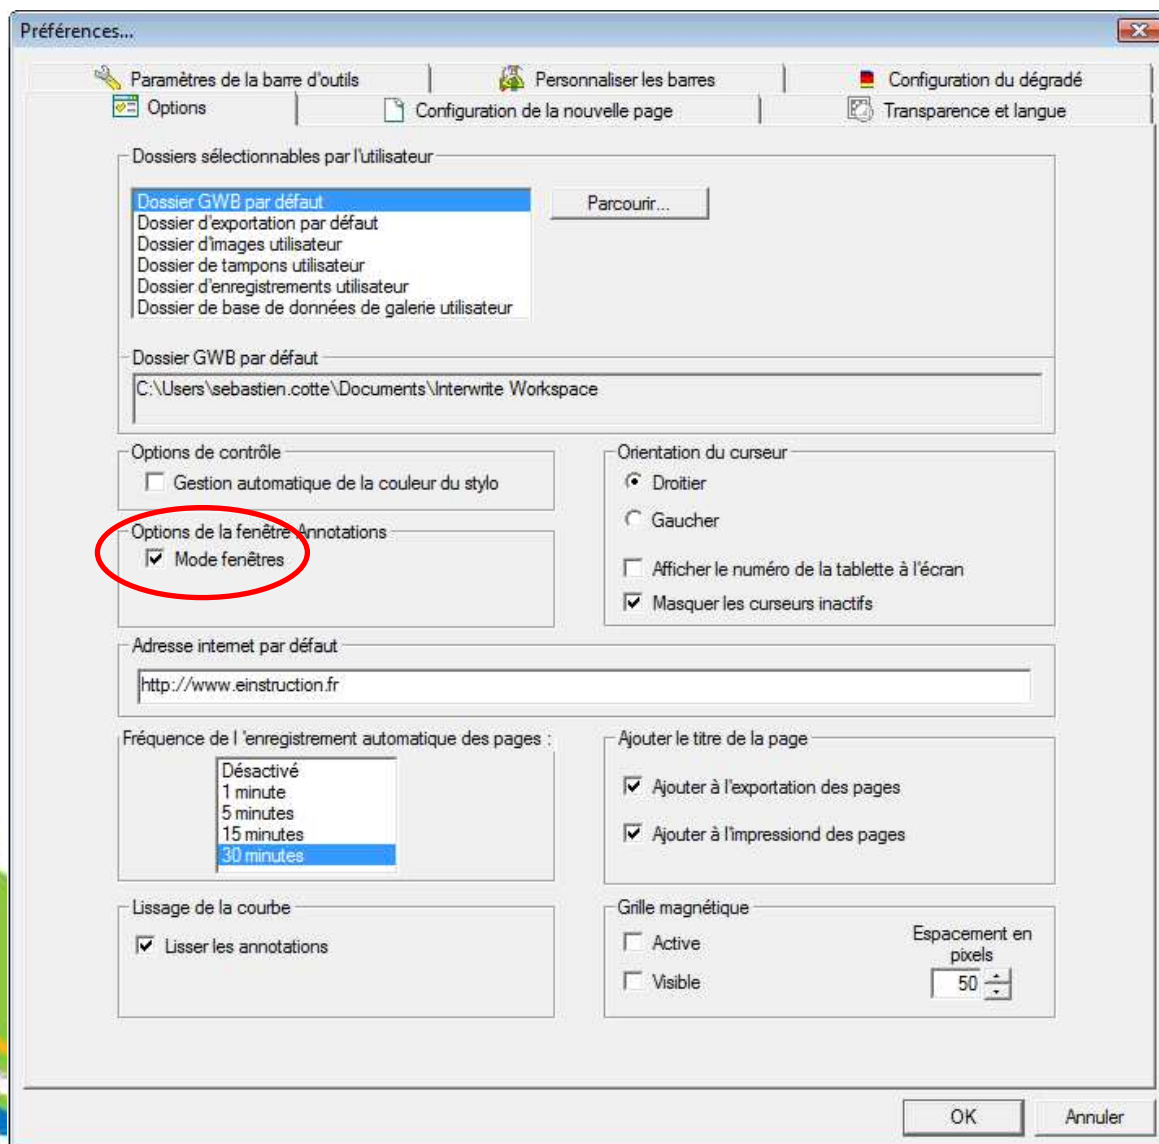 Préférences...
Paramètres de la barre d'outils
Personnaliser les barres
Configuration du dégradé
Options
Configuration de la nouvelle page
Transparence et langue
Dossiers sélectionnables par l'utilisateur
Dossier GWB par défaut
Parcourir...
Dossier d'exportation par défaut
Dossier d'images utilisateur
Dossier de tampons utilisateur
Dossier d'enregistrements utilisateur
Dossier de base de données de galerie utilisateur
Dossier GWB par défaut
C:\Users\sebastien.cotte\Documents\Interwrite Workspace
Options de contrôle
Gestion automatique de la couleur du stylo
Options de la fenêtre Annotations
Mode fenêtres
Orientation du curseur
Droitier
Gaucher
Afficher le numéro de la tablette à l'écran
Masquer les curseurs inactifs
Adresse internet par défaut
http://www.einstruction.fr
Fréquence de l 'enregistrement automatique des pages :
Désactivé
1 minute
5 minutes
15 minutes
30 minutes
Ajouter le titre de la page
Ajouter à l'exportation des pages
Ajouter à l'impressiond des pages
Lissage de la courbe
Lisser les annotations
Grille magnétique
Active
Visible
Espacement en
pixels
50
OK
Annuler